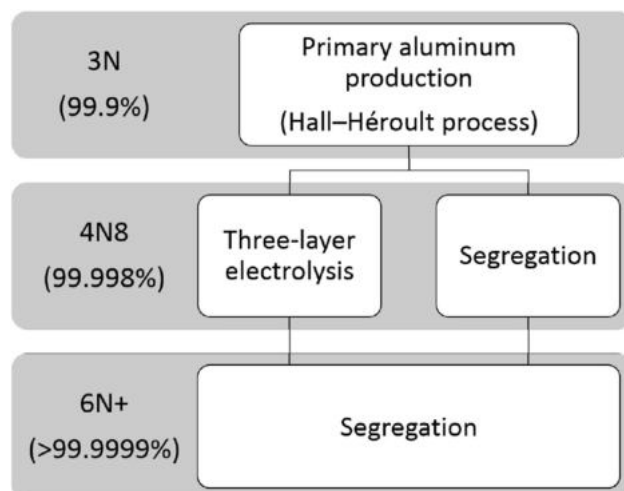 3N
(99.9%)
Primary aluminum
production
(Hall–Héroult process)
4N8
(99.998%)
Three-layer
electrolysis
Segregation
6N+
(>99.9999%)
Segregation